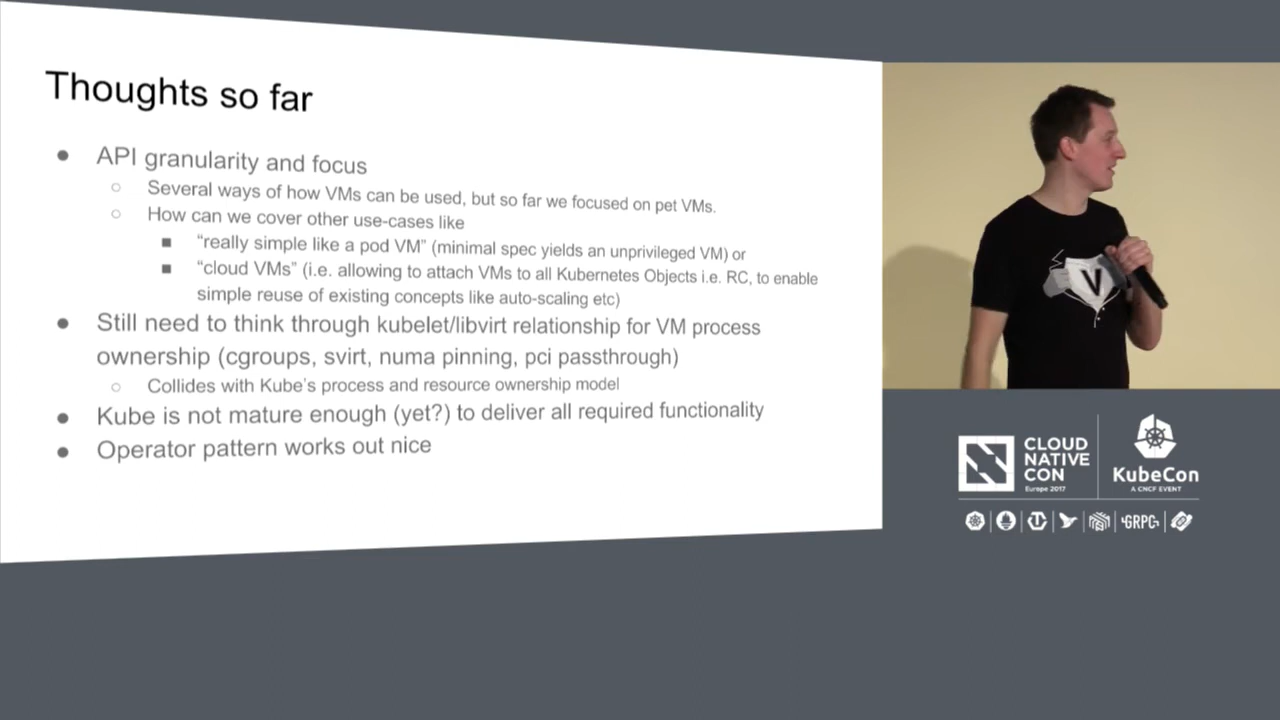 Thoughts so far
● API granularity and focus
○ Several ways of how VMs can be used, but so far we focused on pet VMs.
○ How can we cover other use-cases like
■ “really simple like a pod VM” (minimal spec yields an unprivileged VM) or
■ “cloud VMs” (i.e. allowing to attach VMs to all Kubernetes Objects i.e. RC, to enable
simple reuse of existing concepts like auto-scaling etc)
● Still need to think through kubelet/libvirt relationship for VM process
ownership (cgroups, svirt, numa pinning, pci passthrough)
○ Collides with Kube’s process and resource ownership model
● Kube is not mature enough (yet?) to deliver all required functionality
● Operator pattern works out nice
V
CLOUD
NATIVE
CON
Europe 2017
KubeCon
A CNCF EVENT
GRPC